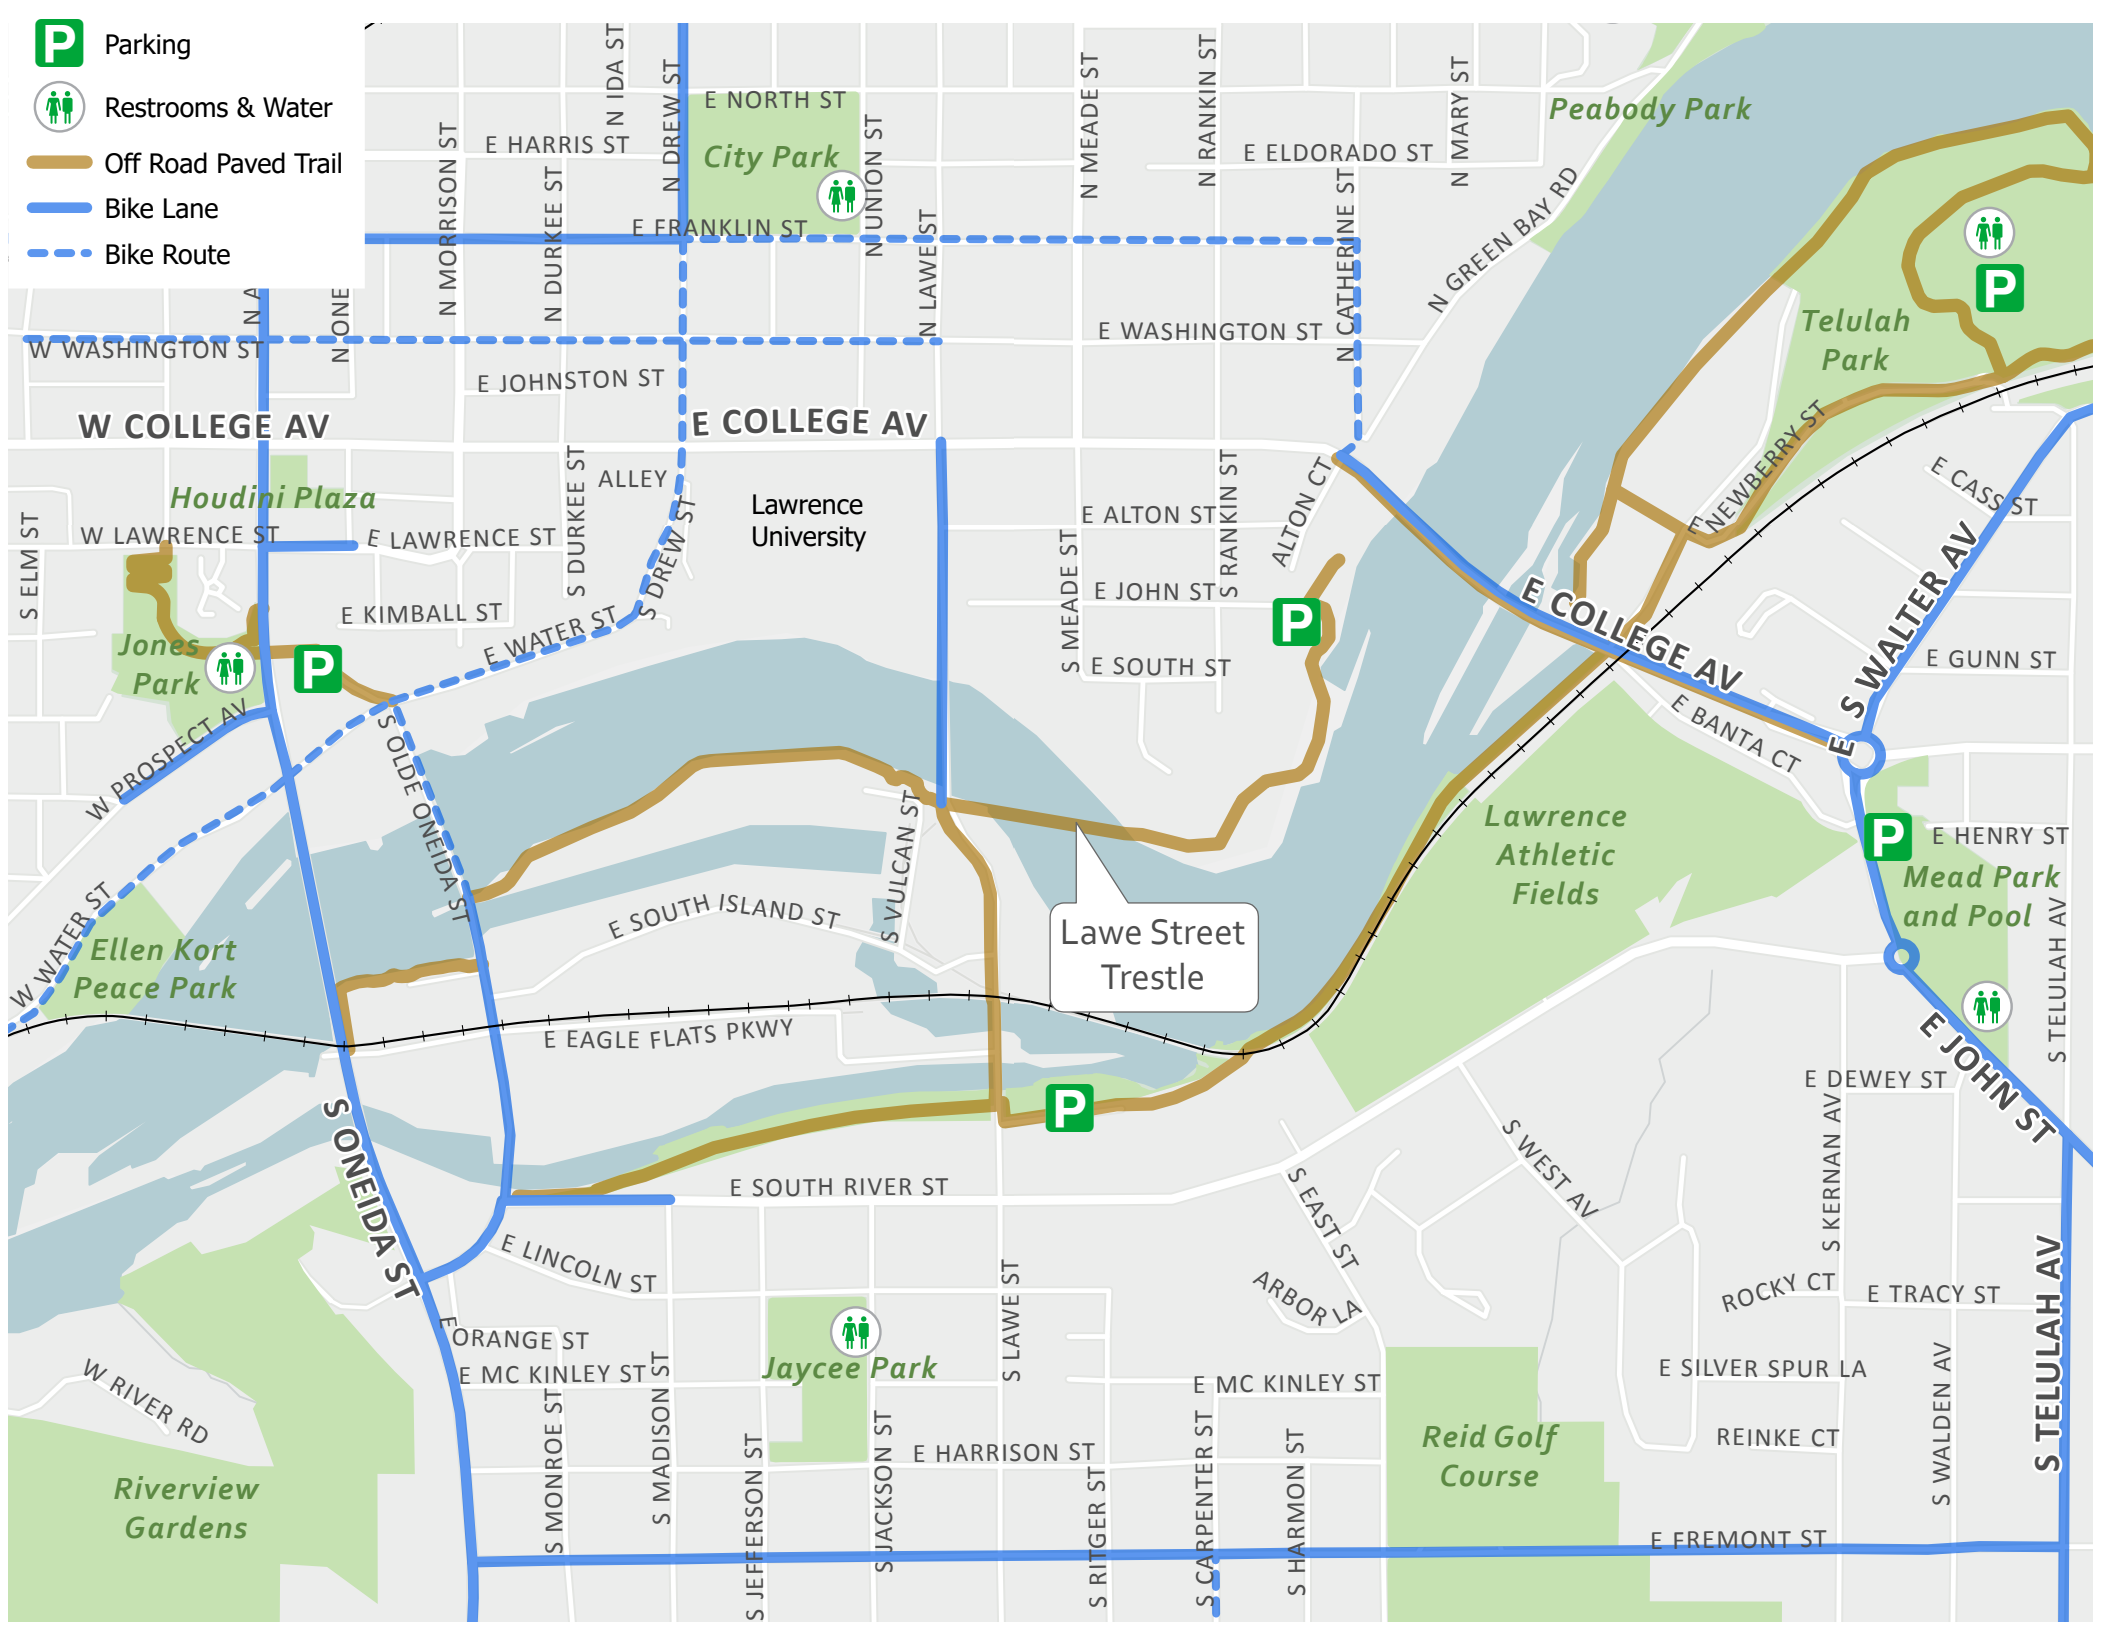 P Parking
Restrooms & Water
Off Road Paved Trail
Bike Lane
Bike Route
N IDA ST
N DREW ST
E NORTH ST
City Park
E HARRIS ST
N MORRISON ST
N DURKEE ST
N UNION ST
N LAWE ST
N MEADE ST
N RANKIN ST
N MARY ST
E ELDORADO ST
N CATHERINE ST
N GREEN BAY RD
Peabody Park
E FRANKLIN ST
N A
N ONE
W WASHINGTON ST
E WASHINGTON ST
E JOHNSTON ST
W COLLEGE AV
E COLLEGE AV
Telulah
Park
P
E NEWBERRY ST
E CASS ST
Houdini Plaza
ALLEY
Lawrence
University
S ELM ST
W LAWRENCE ST
E LAWRENCE ST
S DURKEE ST
S DREW ST
E ALTON ST
S RANKIN ST
ALTON CT
S MEADE ST
E JOHN ST
P
E SOUTH ST
E KIMBALL ST
E WATER ST
Jones
Park
P
W PROSPECT AV
S OLDE ONEIDA ST
E COLLEGE AV
E
S WALTER AV
E GUNN ST
E BANTA CT
P
E HENRY ST
Mead Park
and Pool
S TELULAH AV
Lawrence
Athletic
Fields
S VULCAN ST
E SOUTH ISLAND ST
Lawe Street
Trestle
W WATER ST
Ellen Kort
Peace Park
E EAGLE FLATS PKWY
P
E JOHN ST
E DEWEY ST
S KERNAN AV
S WEST AV
S EAST ST
S ONEIDA ST
E SOUTH RIVER ST
E LINCOLN ST
S LAWE ST
ARBOR LA
ROCKY CT
E TRACY ST
S TELULAH AV
E ORANGE ST
E MC KINLEY ST
Jaycee Park
E MC KINLEY ST
E SILVER SPUR LA
REINKE CT
S WALDEN AV
W RIVER RD
Riverview
Gardens
S MONROE ST
S MADISON ST
S JEFFERSON ST
S JACKSON ST
E HARRISON ST
S RITGER ST
S CARPENTER ST
S HARMON ST
Reid Golf
Course
E FREMONT ST